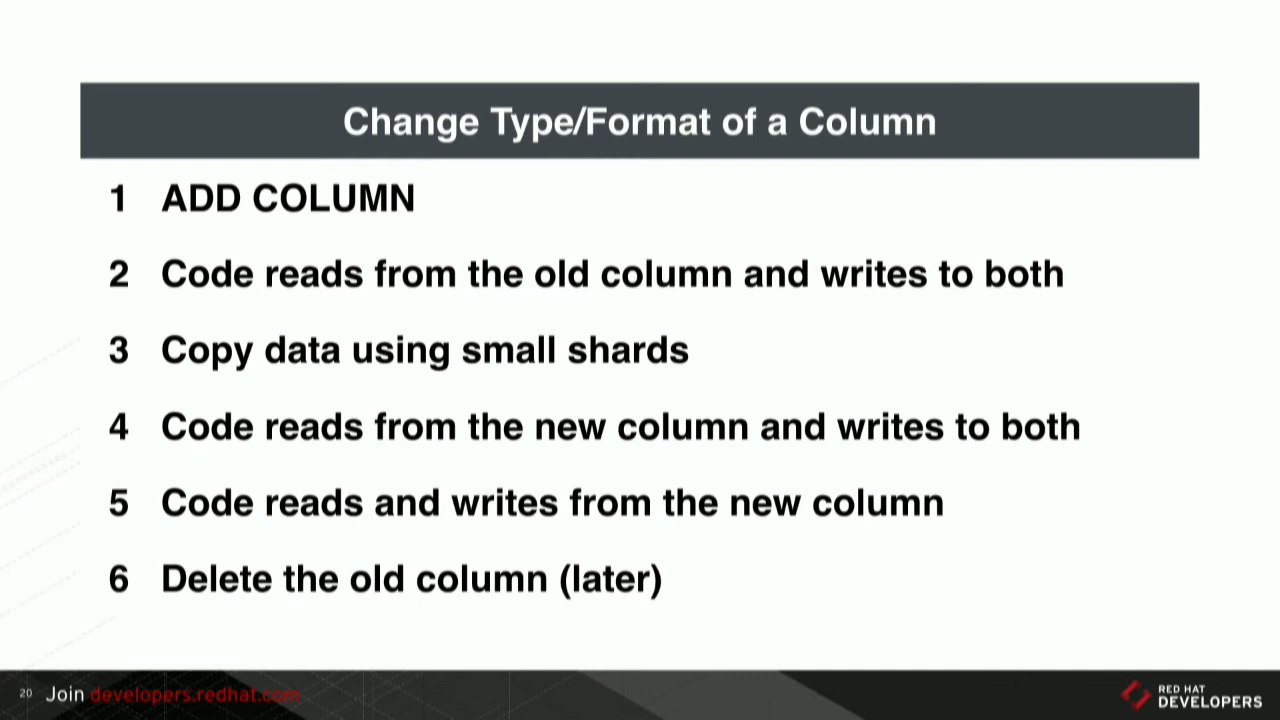 Change Type/Format of a Column
1 ADD COLUMN
2 Code reads from the old column and writes to both
3 Copy data using small shards
4 Code reads from the new column and writes to both
5 Code reads and writes from the new column
6 Delete the old column (later)
20 Join developers.redhat.com
RED HAT
DEVELOPERS